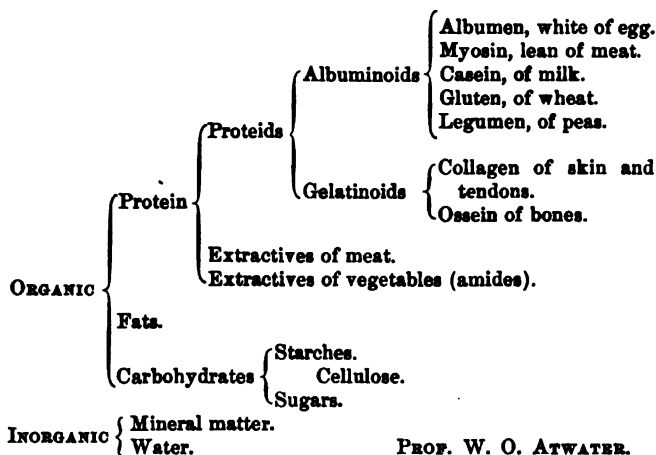 Albumen, white of egg.
Myosin, lean of meat.
Albuminoids
Casein, of milk.
Gluten, of wheat.
Proteids
Legumen, of peas.
Collagen of skin and
Gelatinoids
tendons.
Protein
Ossein of bones.
Extractives of meat.
Extractives of vegetables (amides).
ORGANIC
Fats.
Starches.
Carbohydrates
Cellulose.
Sugars.
Mineral matter.
INORGANIC
Water.
PROF. W. O. ATWATER.